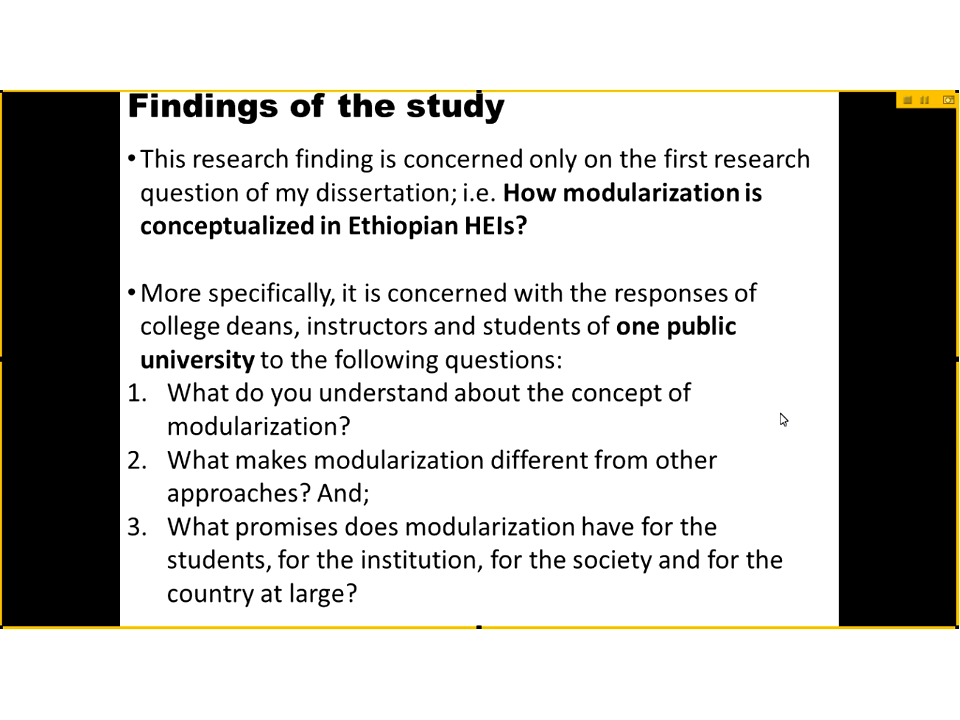 Findings of the study
• This research finding is concerned only on the first research
question of my dissertation; i.e. How modularization is
conceptualized in Ethiopian HEIs?
• More specifically, it is concerned with the responses of
college deans, instructors and students of one public
university to the following questions:
1. What do you understand about the concept of
modularization?
2. What makes modularization different from other
approaches? And;
3. What promises does modularization have for the
students, for the institution, for the society and for the
country at large?